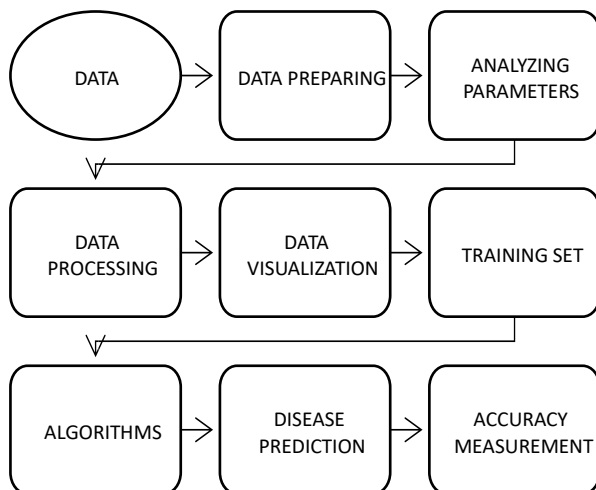 DATA
DATA PREPARING
ANALYZING
PARAMETERS
DATA
PROCESSING
DATA
VISUALIZATION
TRAINING SET
ALGORITHMS
DISEASE
PREDICTION
ACCURACY
MEASUREMENT